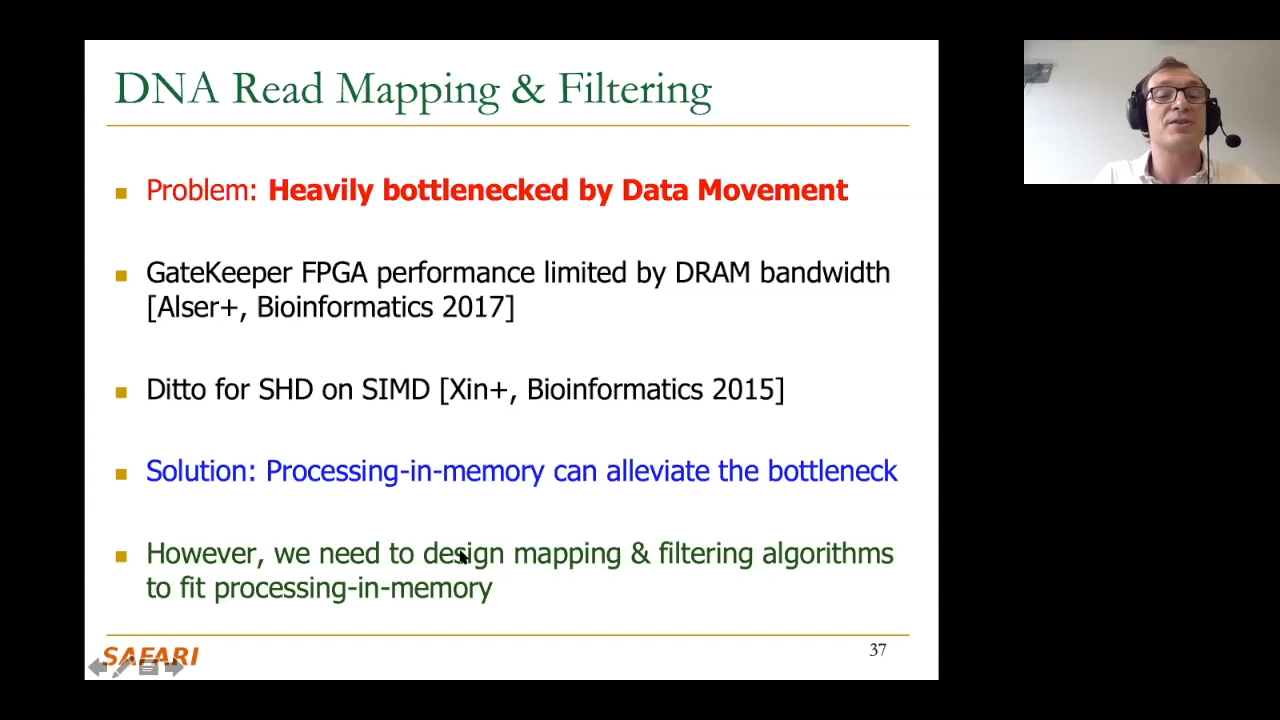 DNA Read Mapping & Filtering
Problem: Heavily bottlenecked by Data Movement
GateKeeper FPGA performance limited by DRAM bandwidth
[Alser+, Bioinformatics 2017]
Ditto for SHD on SIMD [Xin+, Bioinformatics 2015]
Solution: Processing-in-memory can alleviate the bottleneck
However, we need to design mapping & filtering algorithms
to fit processing-in-memory
SAFARI
37